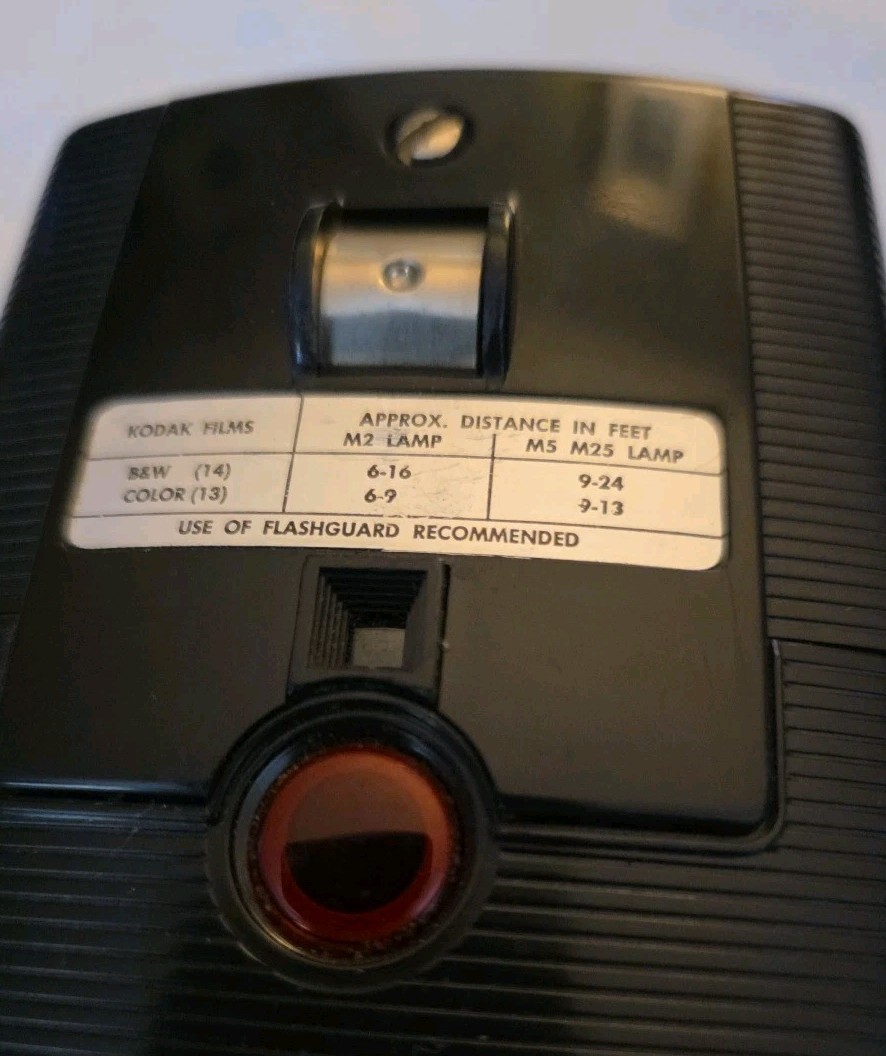 KODAK FILMS
APPROX. DISTANCE IN FEET
M2 LAMP
M5 M25 LAMP
B&W (14)
6-16
9-24
COLOR (13)
6-9
9-13
USE OF FLASHGUARD RECOMMENDED